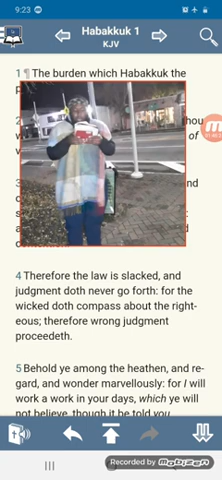 9:23
Habakkuk 1
KJV
1 ¶ The burden which Habakkuk the
2
thou
of
3
nd
4 Therefore the law is slacked, and
judgment doth never go forth: for the
wicked doth compass about the right-
eous; therefore wrong judgment
proceedeth.
5 Behold ye among the heathen, and re-
gard, and wonder marvellously: for I will
work a work in your days, which ye will
not believe, though it be told you.
Recorded by mobizen